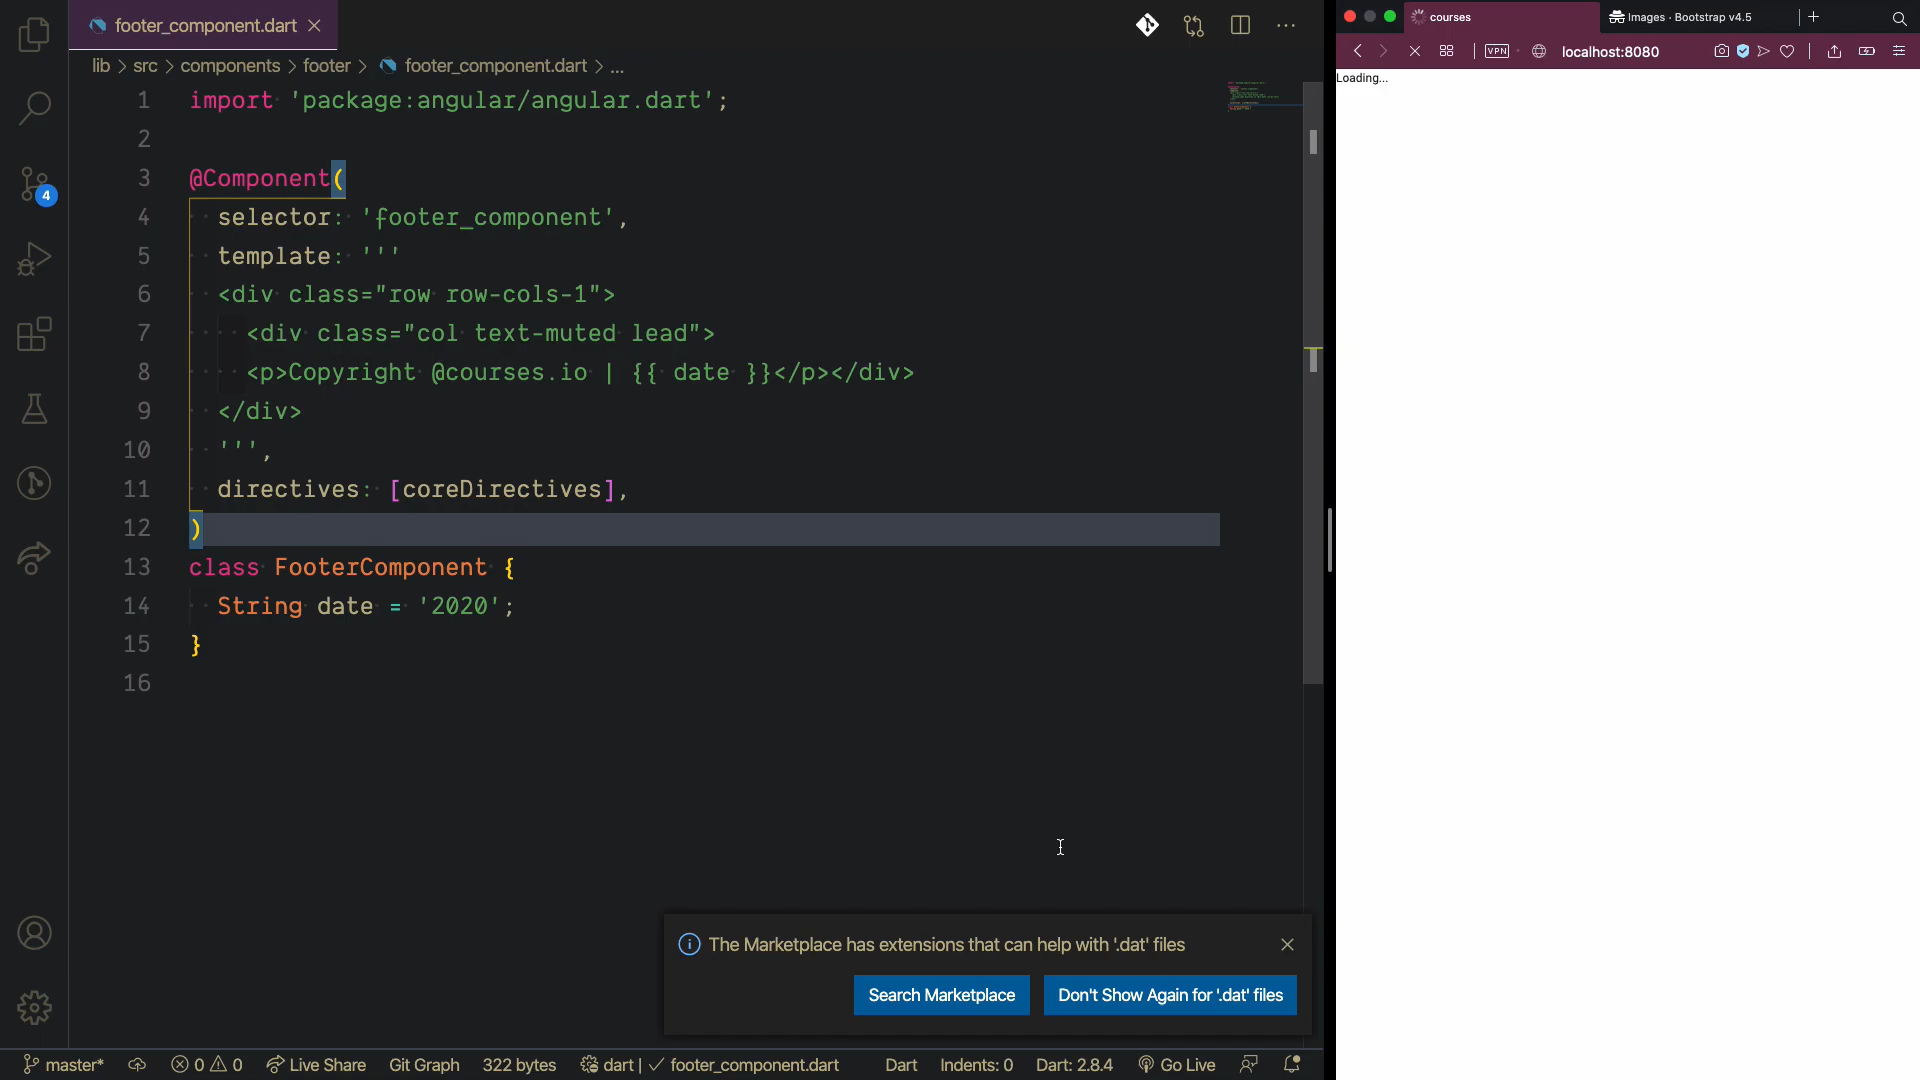 footer_component.dart
lib > src > components > footer > footer_component.dart > ...
1 import 'package:angular/angular.dart';
2
3 @Component(
4 selector: 'footer_component',
5 template: '''
6 <div class="row row-cols-1">
7 <div class="col text-muted lead">
8 <p>Copyright @courses.io | {{ date }}</p></div>
9 </div>
10 ''',
11 directives: [coreDirectives],
12 )
13 class FooterComponent {
14 String date = '2020';
15 }
16
4
The Marketplace has extensions that can help with '.dat' files
Search Marketplace
Don't Show Again for '.dat' files
master* 0 0 Live Share Git Graph 322 bytes dart | ✓ footer_component.dart Dart Indents: 0 Dart: 2.8.4 Go Live
courses
Images · Bootstrap v4.5
VPN
localhost:8080
Loading...